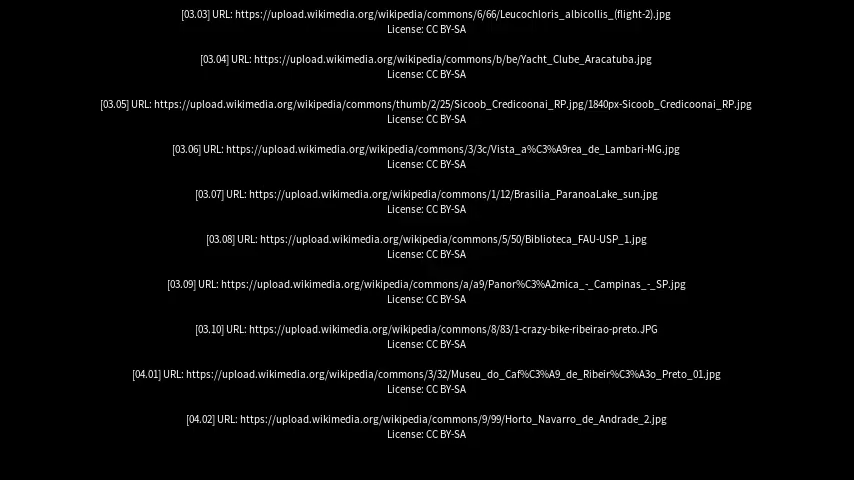 [03.03] URL: https://upload.wikimedia.org/wikipedia/commons/6/66/Leucochloris_albicollis_(flight-2).jpg
License: CC BY-SA
[03.04] URL: https://upload.wikimedia.org/wikipedia/commons/b/be/Yacht_Clube_Aracatuba.jpg
License: CC BY-SA
[03.05] URL: https://upload.wikimedia.org/wikipedia/commons/thumb/2/25/Sicoob_Credicoonai_RP.jpg/1840px-Sicoob_Credicoonai_RP.jpg
License: CC BY-SA
[03.06] URL: https://upload.wikimedia.org/wikipedia/commons/3/3c/Vista_a%C3%A9rea_de_Lambari-MG.jpg
License: CC BY-SA
[03.07] URL: https://upload.wikimedia.org/wikipedia/commons/1/12/Brasilia_ParanoaLake_sun.jpg
License: CC BY-SA
[03.08] URL: https://upload.wikimedia.org/wikipedia/commons/5/50/Biblioteca_FAU-USP_1.jpg
License: CC BY-SA
[03.09] URL: https://upload.wikimedia.org/wikipedia/commons/a/a9/Panor%C3%A2mica_-_Campinas_-_SP.jpg
License: CC BY-SA
[03.10] URL: https://upload.wikimedia.org/wikipedia/commons/8/83/1-crazy-bike-ribeirao-preto.JPG
License: CC BY-SA
[04.01] URL: https://upload.wikimedia.org/wikipedia/commons/3/32/Museu_do_Caf%C3%A9_de_Ribeir%C3%A3o_Preto_01.jpg
License: CC BY-SA
[04.02] URL: https://upload.wikimedia.org/wikipedia/commons/9/99/Horto_Navarro_de_Andrade_2.jpg
License: CC BY-SA